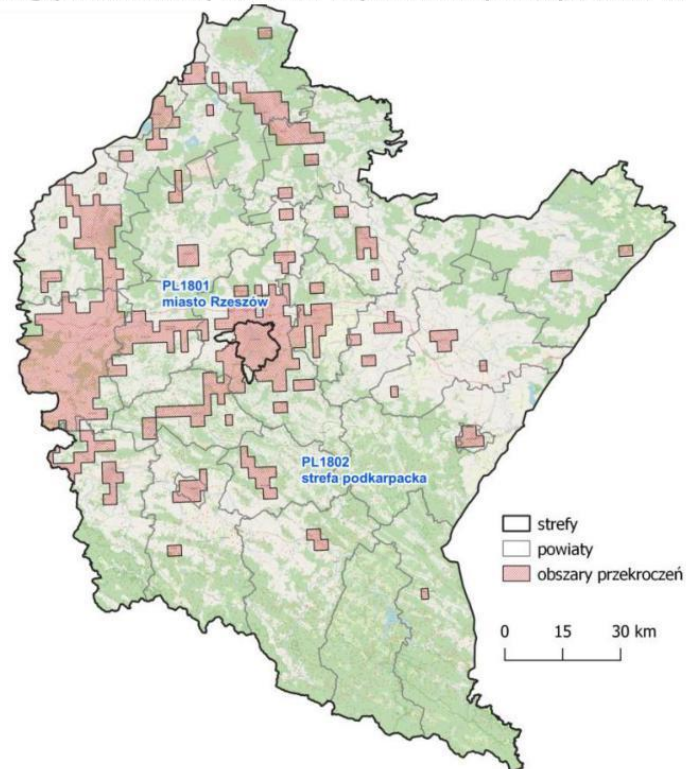 PL1801
miasto Rzeszów
PL1802
strefa podkarpacka
strefy
powiaty
obszary przekroczeń
0 15 30 km